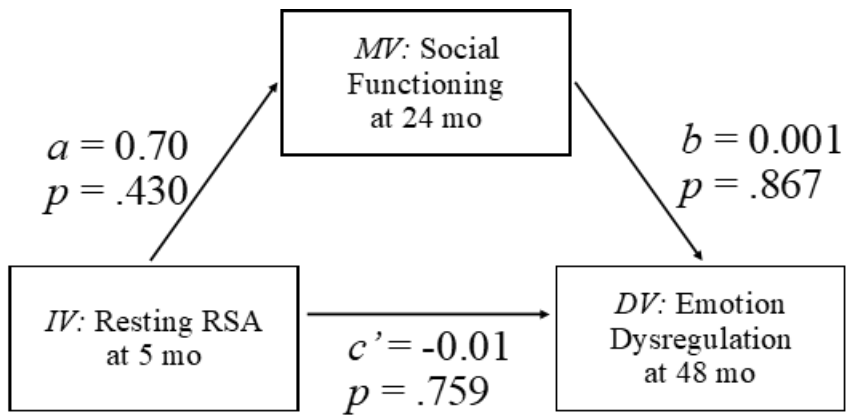 MV: Social
Functioning
at 24 mo
a = 0.70
p = .430
b = 0.001
p = .867
IV: Resting RSA
at 5 mo
c’= -0.01
p = .759
DV: Emotion
Dysregulation
at 48 mo